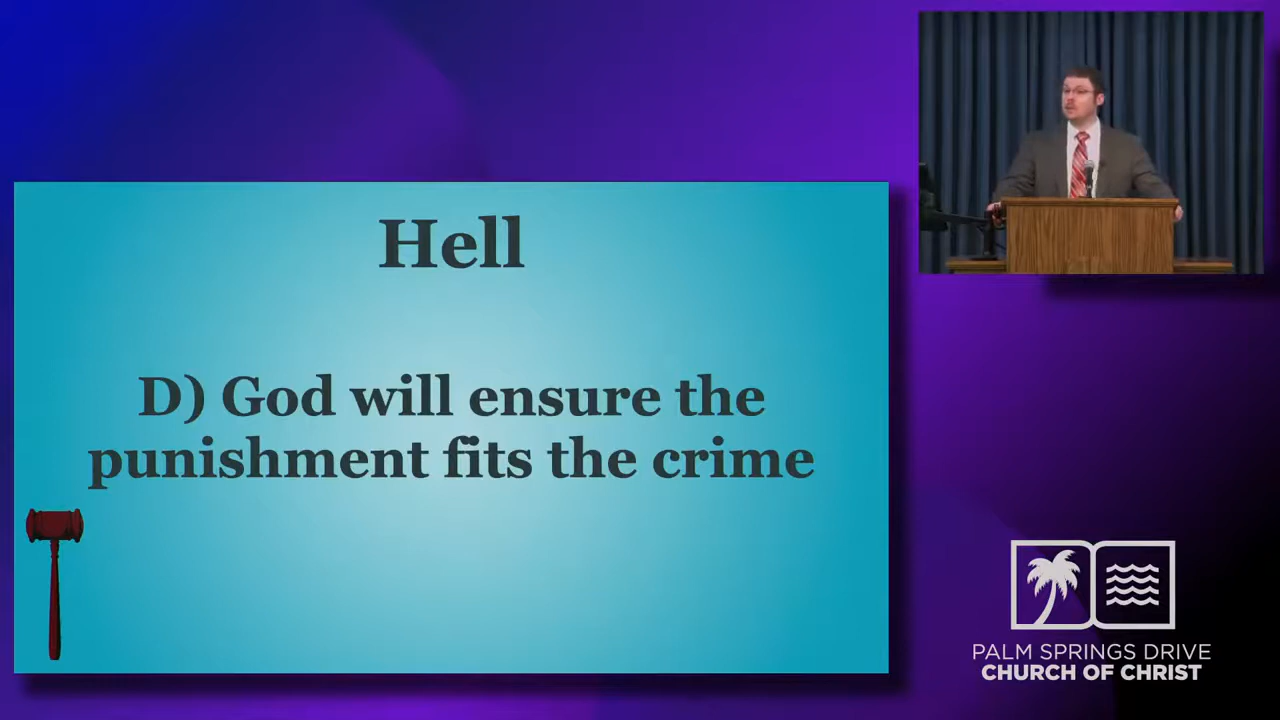 Hell
D) God will ensure the
punishment fits the crime
PALM SPRINGS DRIVE
CHURCH OF CHRIST